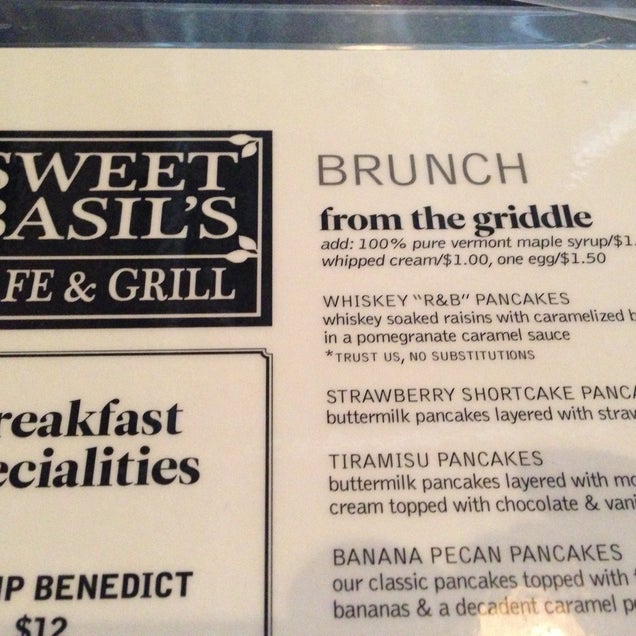 SWEET
BASIL'S
FE & GRILL
reakfast
ecialities
IP BENEDICT
$12
BRUNCH
from the griddle
add: 100% pure vermont maple syrup/$1.
whipped cream/$1.00, one egg/$1.50
WHISKEY "R&B" PANCAKES
whiskey soaked raisins with caramelized b
in a pomegranate caramel sauce
*TRUST US, NO SUBSTITUTIONS
STRAWBERRY SHORTCAKE PANCA
buttermilk pancakes layered with straw
TIRAMISU PANCAKES
buttermilk pancakes layered with mo
cream topped with chocolate & vani
BANANA PECAN PANCAKES
our classic pancakes topped with
bananas & a decadent caramel pe